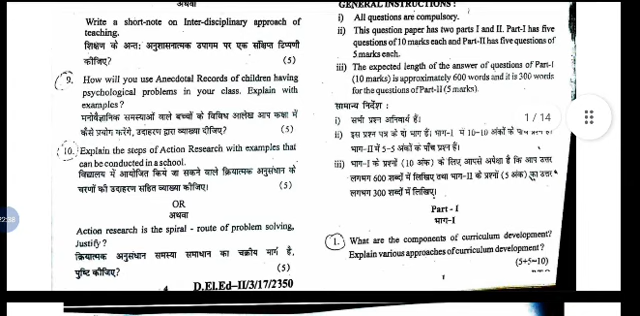 अथवा
Write a short-note on Inter-disciplinary approach of
teaching.
शिक्षण के अन्तः अनुशासनात्मक उपागम पर एक संक्षिप्त टिप्पणी
कीजिए? (5)
9. How will you use Anecdotal Records of children having
psychological problems in your class. Explain with
examples ?
मनोवैज्ञानिक समस्याओं वाले बच्चों के विविध आलेख आप कक्षा में
कैसे प्रयोग करेंगे, उदाहरण द्वारा व्याख्या दीजिए? (5)
10. Explain the steps of Action Research with examples that
can be conducted in a school.
विद्यालय में आयोजित किये जा सकने वाले क्रियात्मक अनुसंधान के
चरणों की उदाहरण सहित व्याख्या कीजिए। (5)
OR
अथवा
Action research is the spiral - route of problem solving,
Justify ?
क्रियात्मक अनुसंधान समस्या समाधान का चक्रीय मार्ग है,
पुष्टि कीजिए? (5)
4 D.El.Ed–II/3/17/2350
GENERAL INSTRUCTIONS :
i) All questions are compulsory.
ii) This question paper has two parts I and II. Part-I has five
questions of 10 marks each and Part-II has five questions of
5 marks each.
iii) The expected length of the answer of questions of Part-I
(10 marks) is approximately 600 words and it is 300 words
for the questions of Part-II (5 marks).
सामान्य निर्देश :
i) सभी प्रश्न अनिवार्य हैं।
1 / 14
ii) इस प्रश्न पत्र के दो भाग हैं। भाग-I में 10-10 अंकों के पाँच
भाग-II में 5-5 अंकों के पाँच प्रश्न हैं।
iii) भाग-I के प्रश्नों (10 अंक) के लिए आपसे अपेक्षा है कि आप उत्तर
लगभग 600 शब्दों में लिखिए तथा भाग-II के प्रश्नों (5 अंक) का उत्तर
लगभग 300 शब्दों में लिखिए।
Part - I
भाग-I
1. What are the components of curriculum development?
Explain various approaches of curriculum development ?
(5+5=10)
1